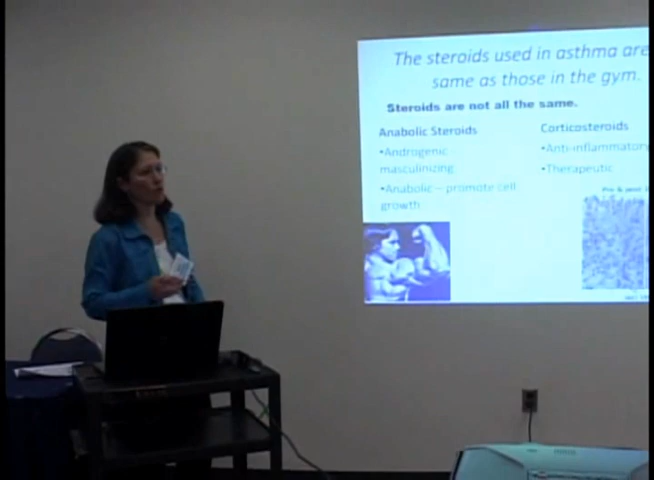 The steroids used in asthma are
same as those in the gym.
Steroids are not all the same.
Anabolic Steroids
•Androgenic
masculinizing
•Anabolic – promote cell
growth
Corticosteroids
•Anti-inflammatory
•Therapeutic